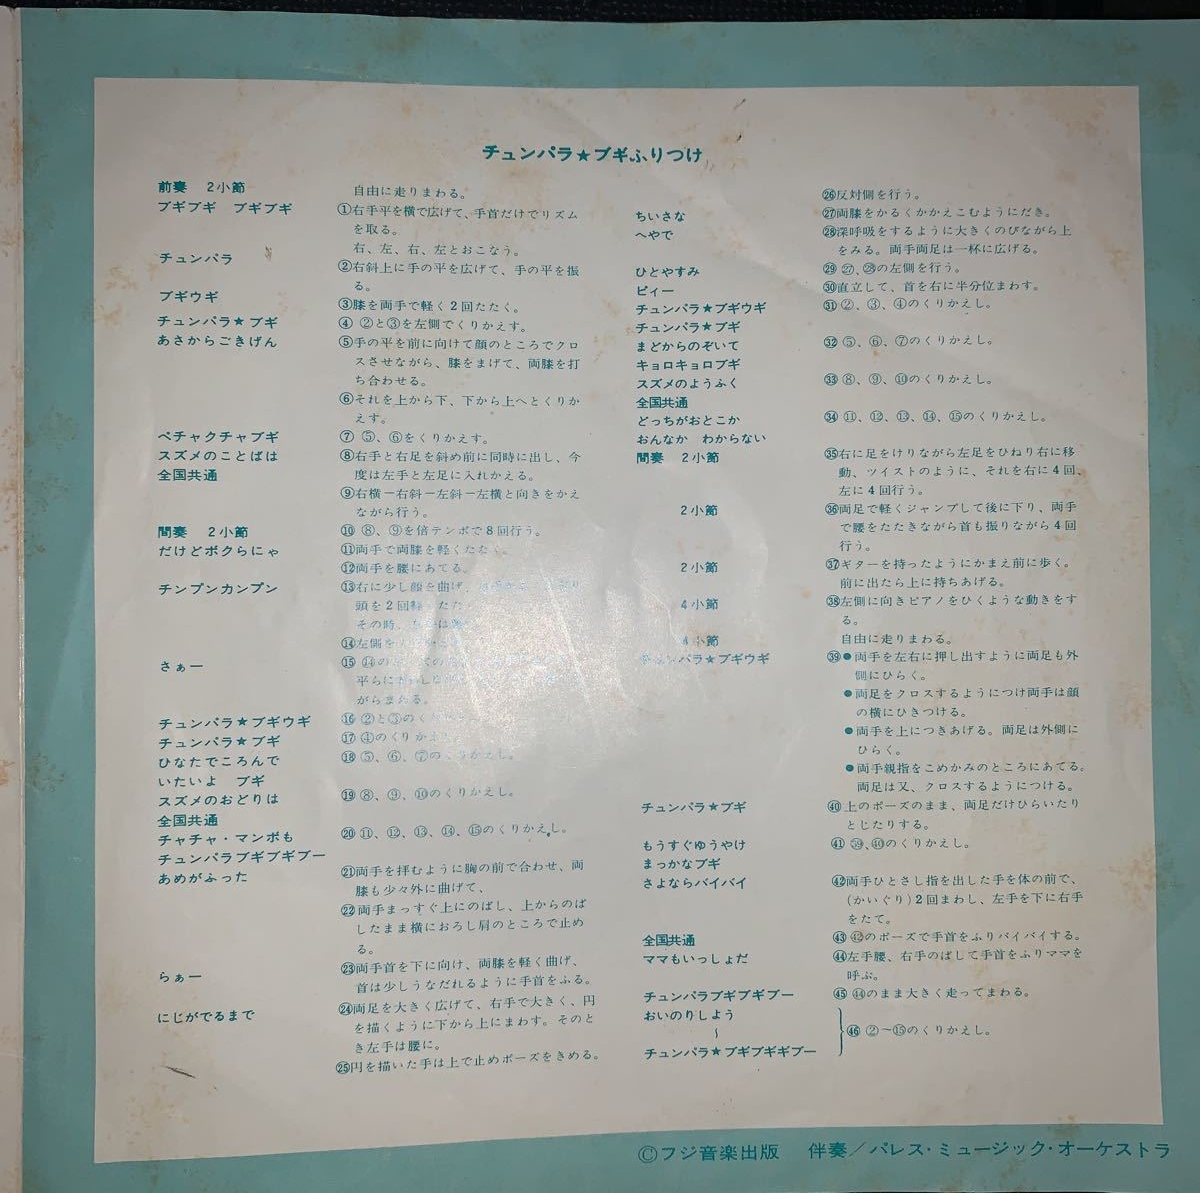 チュンパラ★ブギふりつけ
前奏　2小節　自由に走りまわる。
ブギブギ　ブギブギ　①右手平を横で広げて、手首だけでリズム
を取る。
右、左、右、左とおこなう。
チュンパラ　②右斜上に手の平を広げて、手の平を振
る。
ブギウギ　③膝を両手で軽く2回たたく。
チュンパラ★ブギ　④ ②と③を左側でくりかえす。
あさからごきげん　⑤手の平を前に向けて顔のところでクロ
スさせながら、膝をまげて、両膝を打
ち合わせる。
⑥それを上から下、下から上へとくりか
えす。
ペチャクチャブギ　⑦ ⑤、⑥をくりかえす。
スズメのことばは　⑧右手と右足を斜め前に同時に出し、今
全国共通　度は左手と左足に入れかえる。
⑨右横−右斜−左斜−左横と向きをかえ
ながら行う。
間奏　2小節　⑩ ⑧、⑨を倍テンポで8回行う。
だけどボクらにゃ　⑪両手で両膝を軽くたたく。
⑫両手を腰にあてる。
チンプンカンプン　⑬右に少し顔を曲げ、
頭を2回軽く
その時、
⑭左側を
さぁー　⑮ ⑭の
平らに
がらまわる。
チュンパラ★ブギウギ　⑯ ②と③のく
チュンパラ★ブギ　⑰ ④のくりかえし。
ひなたでころんで　⑱ ⑤、⑥、⑦のくりかえし。
いたいよ　ブギ
スズメのおどりは　⑲ ⑧、⑨、⑩のくりかえし。
全国共通
チャチャ・マンボも　⑳ ⑪、⑫、⑬、⑭、⑮のくりかえし。
チュンパラブギブギブー
あめがふった　㉑両手を拝むように胸の前で合わせ、両
膝も少々外に曲げて、
㉒両手まっすぐ上にのばし、上からのば
したまま横におろし肩のところで止め
る。
らぁー　㉓両手首を下に向け、両膝を軽く曲げ、
首は少しうなだれるように手首をふる。
にじがでるまで　㉔両足を大きく広げて、右手で大きく、円
を描くように下から上にまわす。そのと
き左手は腰に。
㉕円を描いた手は上で止めポーズをきめる。
㉖反対側を行う。
ちいさな　㉗両膝をかるくかかえこむようにだき。
へやで　㉘深呼吸をするように大きくのびながら上
をみる。両手両足は一杯に広げる。
ひとやすみ　㉙ ㉗、㉘の左側を行う。
ピィー　㉚直立して、首を右に半分位まわす。
チュンパラ★ブギウギ　㉛ ②、③、④のくりかえし。
チュンパラ★ブギ
まどからのぞいて　㉜ ⑤、⑥、⑦のくりかえし。
キョロキョロブギ
スズメのようふく　㉝ ⑧、⑨、⑩のくりかえし。
全国共通
どっちがおとこか　㉞ ⑪、⑫、⑬、⑭、⑮のくりかえし。
おんなか　わからない
間奏　2小節　㉟右に足をけりながら左足をひねり右に移
動、ツイストのように、それを右に4回、
左に4回行う。
2小節　㊱両足で軽くジャンプして後に下り、両手
で腰をたたきながら首も振りながら4回
行う。
2小節　㊲ギターを持ったようにかまえ前に歩く。
前に出たら上に持ちあげる。
4小節　㊳左側に向きピアノをひくような動きをす
る。
4小節　自由に走りまわる。
チュンパラ★ブギウギ　㊴●両手を左右に押し出すように両足も外
側にひらく。
●両足をクロスするようにつけ両手は顔
の横にひきつける。
●両手を上につきあげる。両足は外側に
ひらく。
●両手親指をこめかみのところにあてる。
両足は又、クロスするようにつける。
チュンパラ★ブギ　㊵上のポーズのまま、両足だけひらいたり
とじたりする。
もうすぐゆうやけ　㊶ ㊴、㊵のくりかえし。
まっかなブギ
さよならバイバイ　㊷両手ひとさし指を出した手を体の前で、
(かいぐり)2回まわし、左手を下に右手
をたて。
全国共通　㊸ ㊷のポーズで手首をふりバイバイする。
ママもいっしょだ　㊹左手腰、右手のばして手首をふりママを
呼ぶ。
チュンパラブギブギブー　㊺ ㊹のまま大きく走ってまわる。
おいのりしよう
〜　㊻ ②〜⑮のくりかえし。
チュンパラ★ブギブギギブー
©フジ音楽出版　伴奏／パレス・ミュージック・オーケストラ